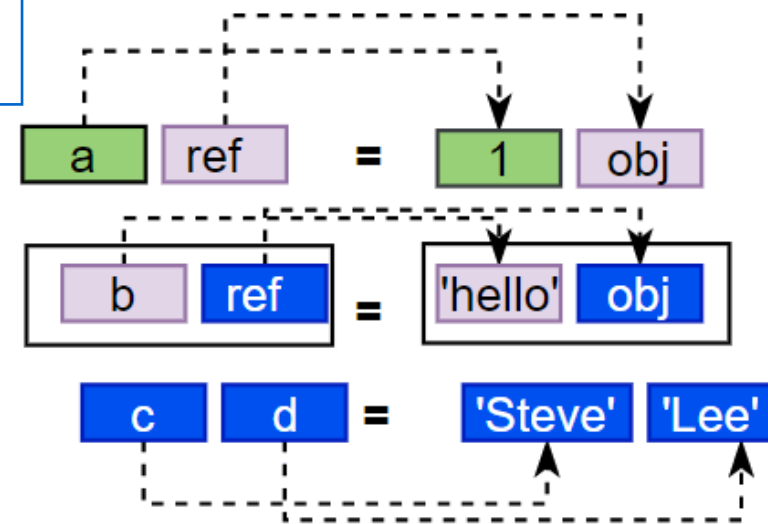 a ref = 1 obj
b ref = 'hello' obj
c d = 'Steve' 'Lee'